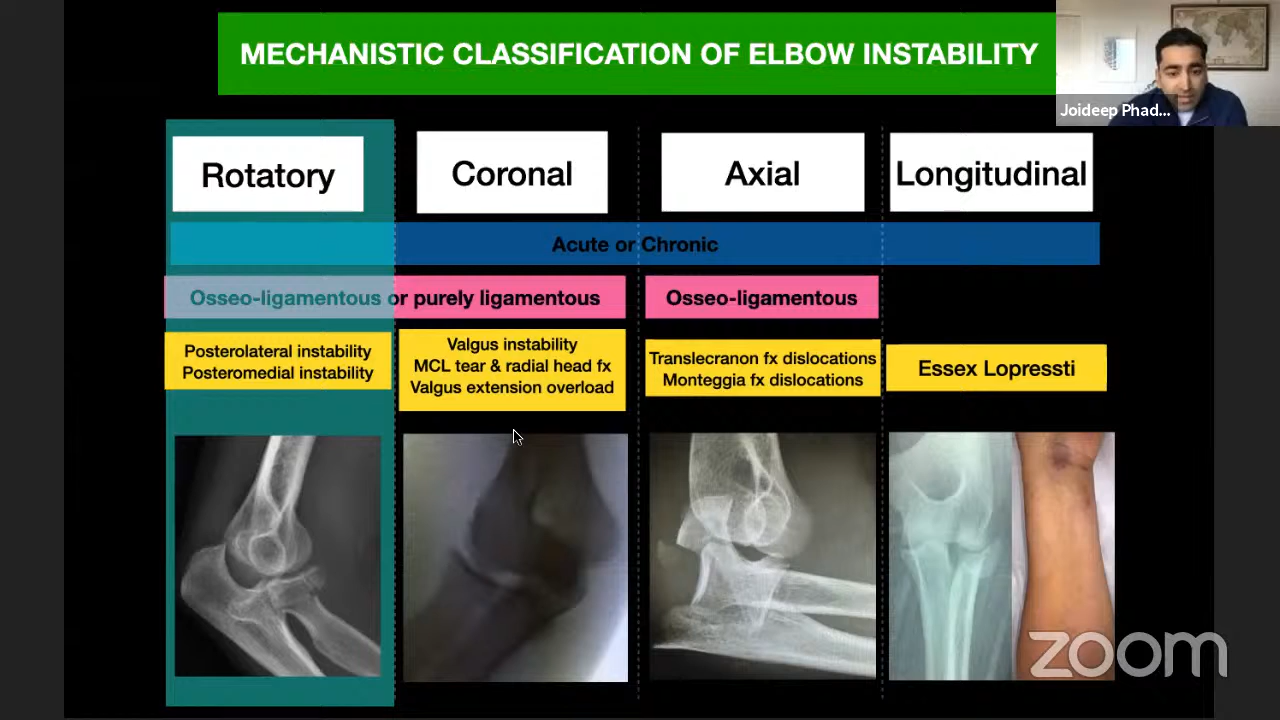 MECHANISTIC CLASSIFICATION OF ELBOW INSTABILITY
Joideep Phad...
Rotatory
Coronal
Axial
Longitudinal
Acute or Chronic
Osseo-ligamentous or purely ligamentous
Osseo-ligamentous
Posterolateral instability
Posteromedial instability
Valgus instability
MCL tear & radial head fx
Valgus extension overload
Translecranon fx dislocations
Monteggia fx dislocations
Essex Lopressti
zoom